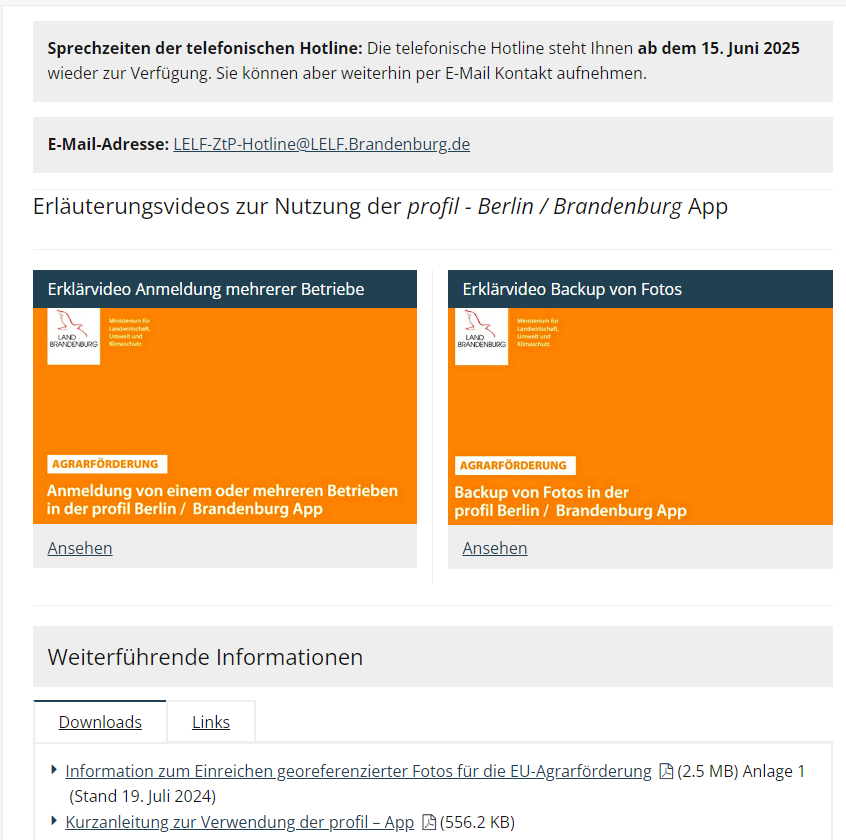 Sprechzeiten der telefonischen Hotline: Die telefonische Hotline steht Ihnen ab dem 15. Juni 2025
wieder zur Verfügung. Sie können aber weiterhin per E-Mail Kontakt aufnehmen.
E-Mail-Adresse: LELF-ZtP-Hotline@LELF.Brandenburg.de
Erläuterungsvideos zur Nutzung der profil - Berlin / Brandenburg App
Erklärvideo Anmeldung mehrerer Betriebe
LAND
BRANDENBURG
Ministerium für
Landwirtschaft,
Umwelt und
Klimaschutz
AGRARFÖRDERUNG
Anmeldung von einem oder mehreren Betrieben
in der profil Berlin / Brandenburg App
Ansehen
Erklärvideo Backup von Fotos
LAND
BRANDENBURG
Ministerium für
Landwirtschaft,
Umwelt und
Klimaschutz
AGRARFÖRDERUNG
Backup von Fotos in der
profil Berlin / Brandenburg App
Ansehen
Weiterführende Informationen
Downloads
Links
Information zum Einreichen georeferenzierter Fotos für die EU-Agrarförderung (2.5 MB) Anlage 1
(Stand 19. Juli 2024)
Kurzanleitung zur Verwendung der profil – App (556.2 KB)